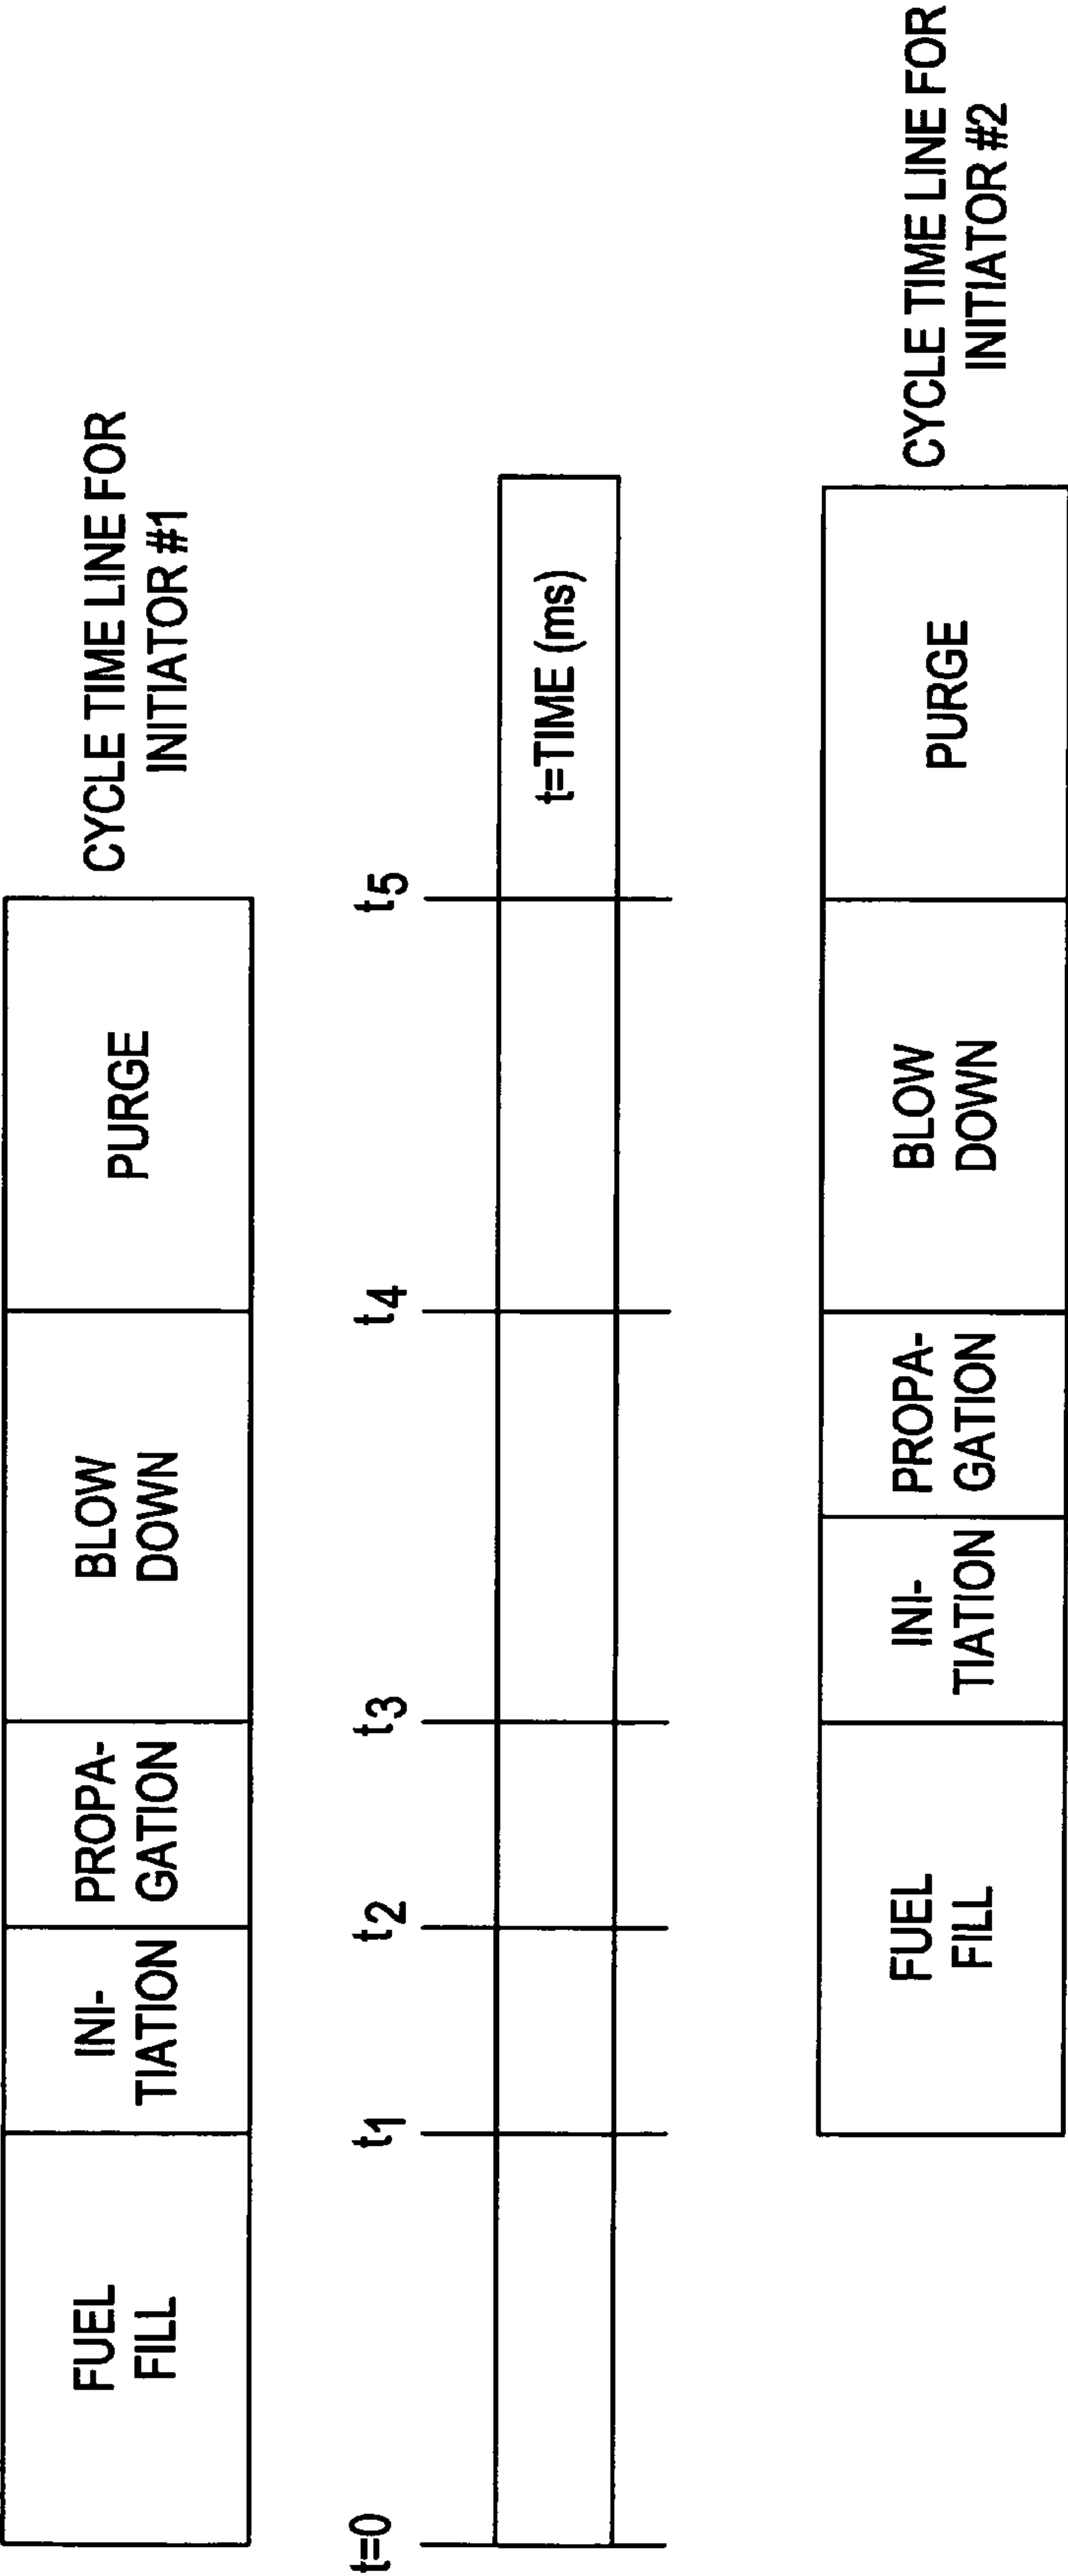 FUEL
FILL
INI-
TIATION
PROPA-
GATION
BLOW
DOWN
PURGE
CYCLE TIME LINE FOR
INITIATOR #1
t=0
t1
t2
t3
t4
t5
t=TIME (ms)
FUEL
FILL
INI-
TIATION
PROPA-
GATION
BLOW
DOWN
PURGE
CYCLE TIME LINE FOR
INITIATOR #2